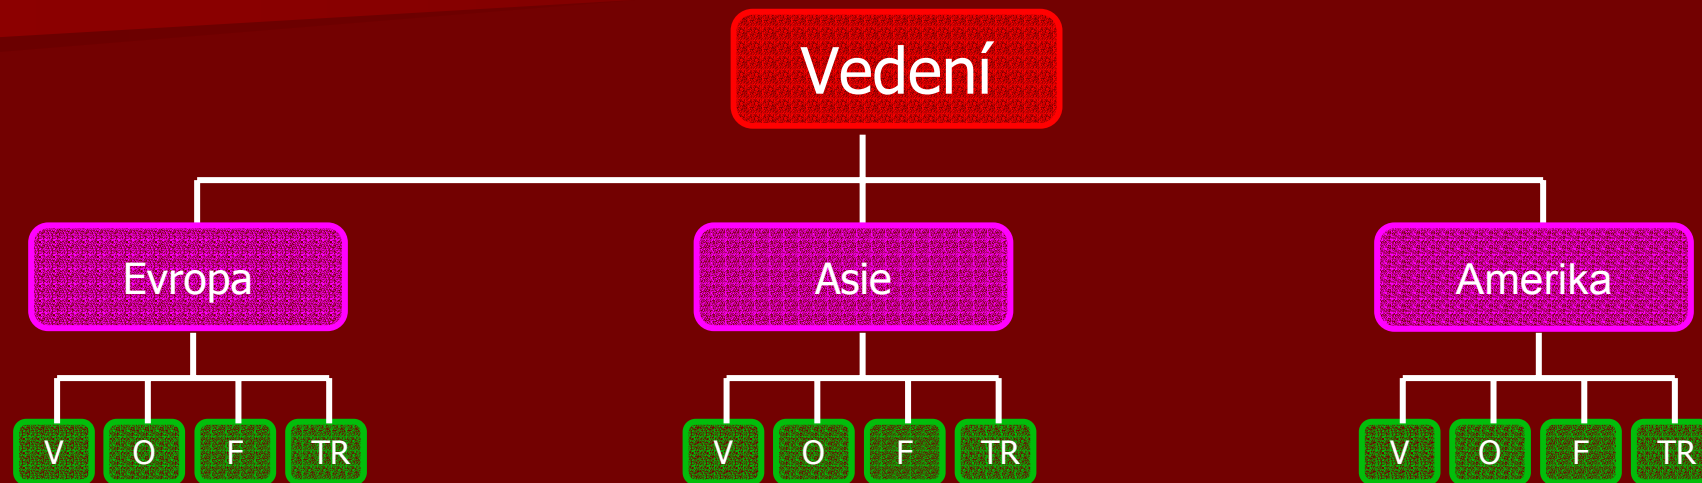 Vedení
Evropa
Asie
Amerika
V O F TR
V O F TR
V O F TR